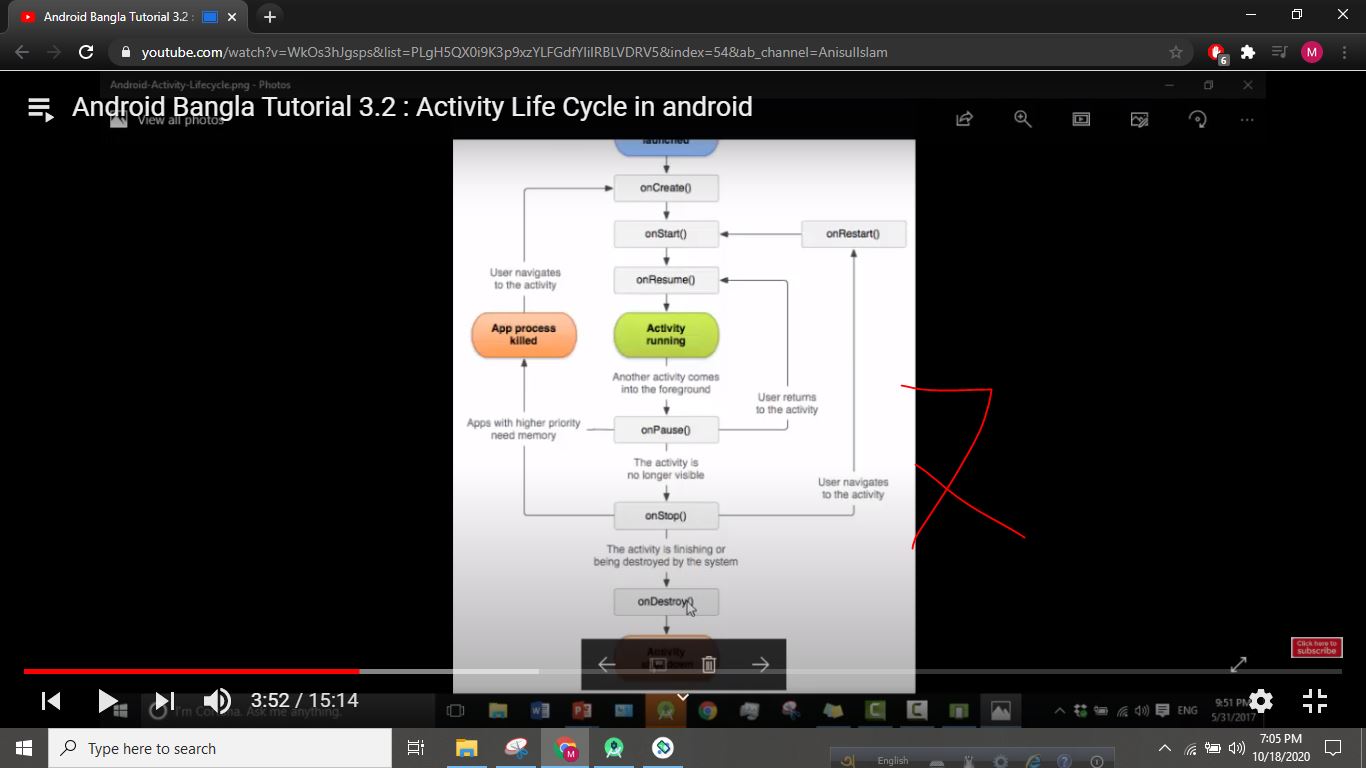 Android Bangla Tutorial 3.2 :
youtube.com/watch?v=WkOs3hJgsps&list=PLgH5QX0i9K3p9xzYLFGdfYliIRBLVDRV5&index=54&ab_channel=AnisulIslam
6
M
Android-Activity-Lifecycle.png - Photos
Android Bangla Tutorial 3.2 : Activity Life Cycle in android
View all photos
launched
onCreate()
onStart()
onRestart()
onResume()
User navigates
to the activity
App process
killed
Activity
running
Another activity comes
into the foreground
User returns
to the activity
Apps with higher priority
need memory
onPause()
The activity is
no longer visible
User navigates
to the activity
onStop()
The activity is finishing or
being destroyed by the system
onDestroy()
Activity
Click here to
subscribe
3:52 / 15:14
I'm Cortana. Ask me anything.
ENG
9:51 PM
5/31/2017
Type here to search
M
English
7:05 PM
10/18/2020